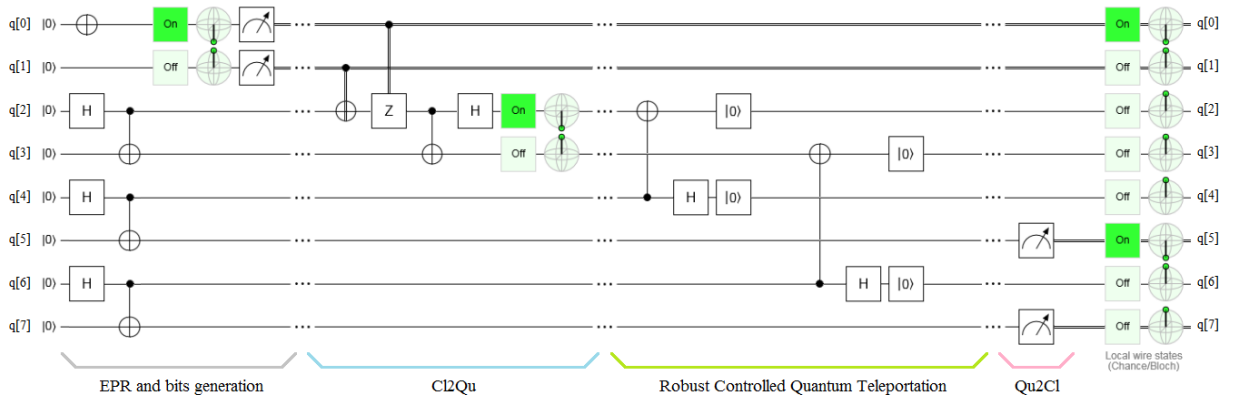 q[0] |0⟩ On ... ... ... On q[0]
q[1] |0⟩ Off ... ... ... Off q[1]
q[2] |0⟩ H ... Z H On ... |0⟩ ... Off q[2]
q[3] |0⟩ ... Off ... |0⟩ ... Off q[3]
q[4] |0⟩ H ... ... H |0⟩ ... Off q[4]
q[5] |0⟩ ... ... ... On q[5]
q[6] |0⟩ H ... ... H |0⟩ ... Off q[6]
q[7] |0⟩ ... ... ... Off q[7]
Local wire states
(Chance/Bloch)
EPR and bits generation Cl2Qu Robust Controlled Quantum Teleportation Qu2Cl